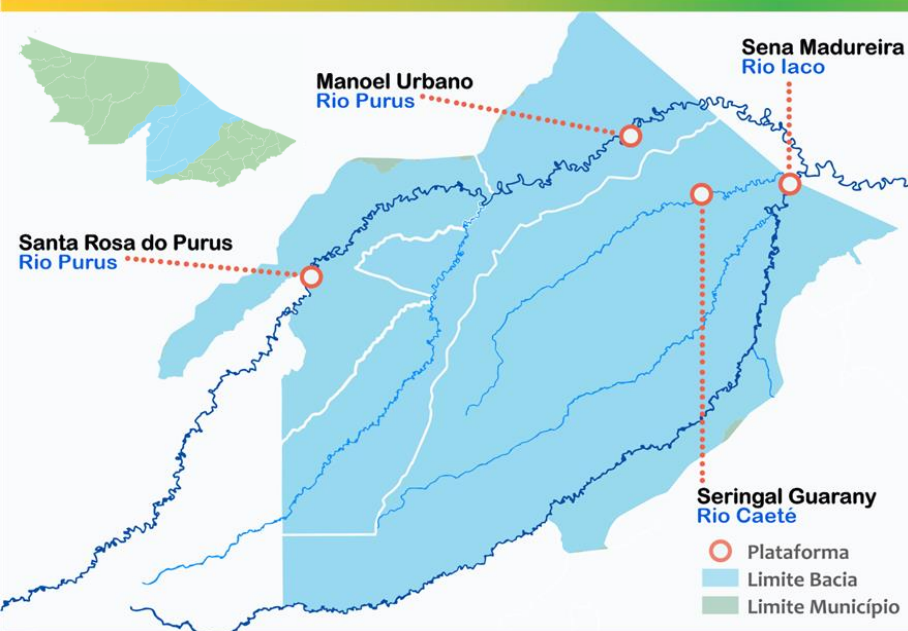 Sena Madureira
Rio Iaco
Manoel Urbano
Rio Purus
Santa Rosa do Purus
Rio Purus
Seringal Guarany
Rio Caeté
Plataforma
Limite Bacia
Limite Município